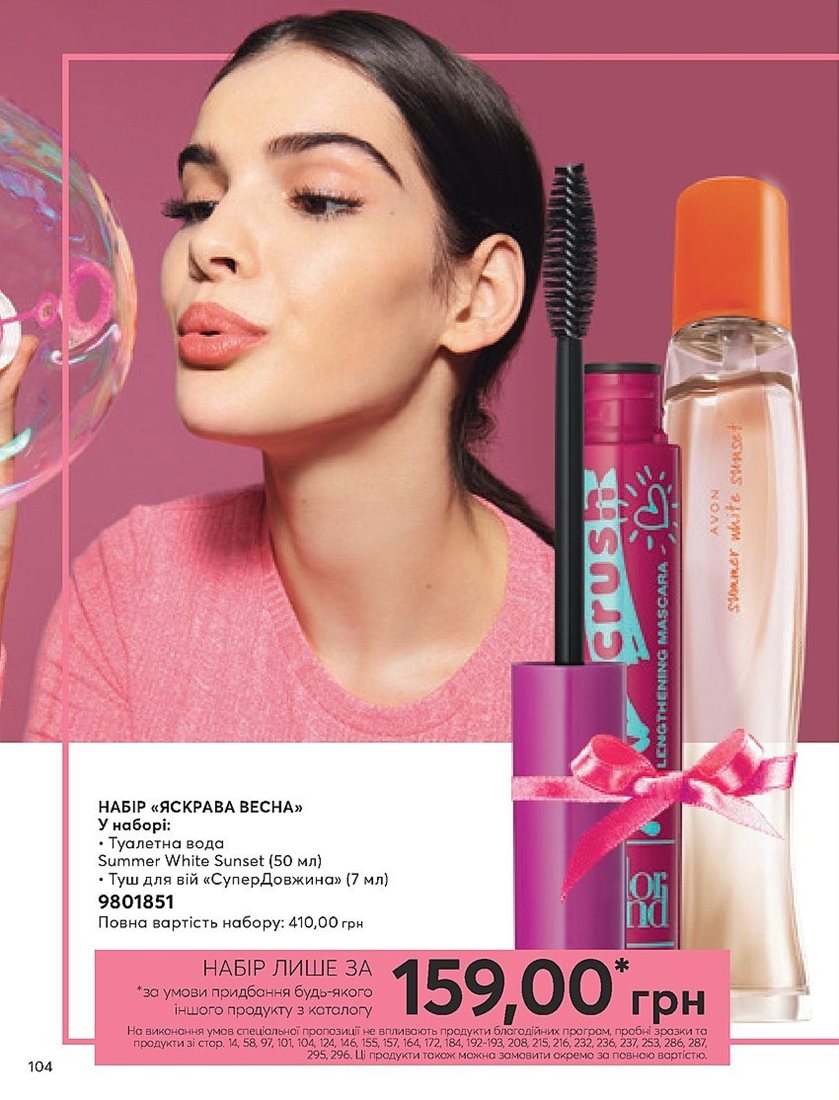 crush
LENGTHENING MASCARA
AVON
summer white sunset
НАБІР «ЯСКРАВА ВЕСНА»
У наборі:
• Туалетна вода
Summer White Sunset (50 мл)
• Туш для вій «СуперДовжина» (7 мл)
9801851
Повна вартість набору: 410,00 грн
НАБІР ЛИШЕ ЗА
*за умови придбання будь-якого
іншого продукту з каталогу
159,00* грн
На виконання умов спеціальної пропозиції не впливають продукти благодійних програм, пробні зразки та
продукти зі стор. 14, 58, 97, 101, 104, 124, 146, 155, 157, 164, 172, 184, 192-193, 208, 215, 216, 232, 236, 237, 253, 286, 287,
295, 296. Ці продукти також можна замовити окремо за повною вартістю.
104